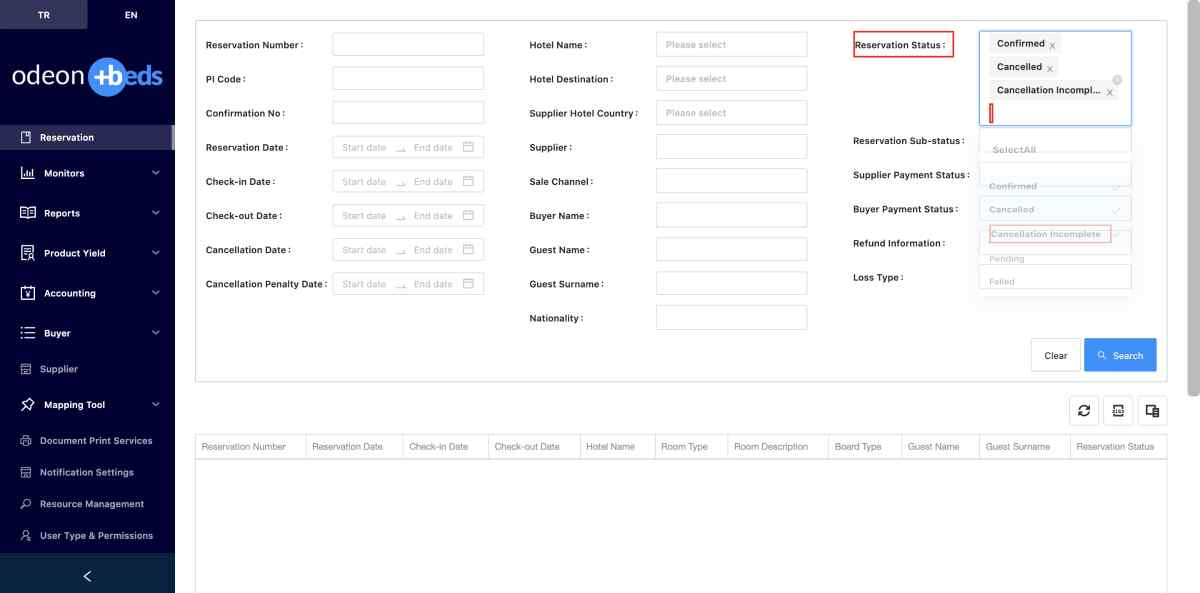 TR
EN
odeon +beds
Reservation
Monitors
Reports
Product Yield
Accounting
Buyer
Supplier
Mapping Tool
Document Print Services
Notification Settings
Resource Management
User Type & Permissions
Reservation Number :
PI Code :
Confirmation No :
Reservation Date : Start date End date
Check-in Date : Start date End date
Check-out Date : Start date End date
Cancellation Date : Start date End date
Cancellation Penalty Date : Start date End date
Hotel Name : Please select
Hotel Destination : Please select
Supplier Hotel Country : Please select
Supplier :
Sale Channel :
Buyer Name :
Guest Name :
Guest Surname :
Nationality :
Reservation Status :
Confirmed x
Cancelled x
Cancellation Incompl... x
Reservation Sub-status :
Supplier Payment Status :
Buyer Payment Status :
Refund Information :
Loss Type :
SelectAll
Confirmed
Cancelled
Cancellation Incomplete
Pending
Failed
Clear
Search
Reservation Number Reservation Date Check-in Date Check-out Date Hotel Name Room Type Room Description Board Type Guest Name Guest Surname Reservation Status